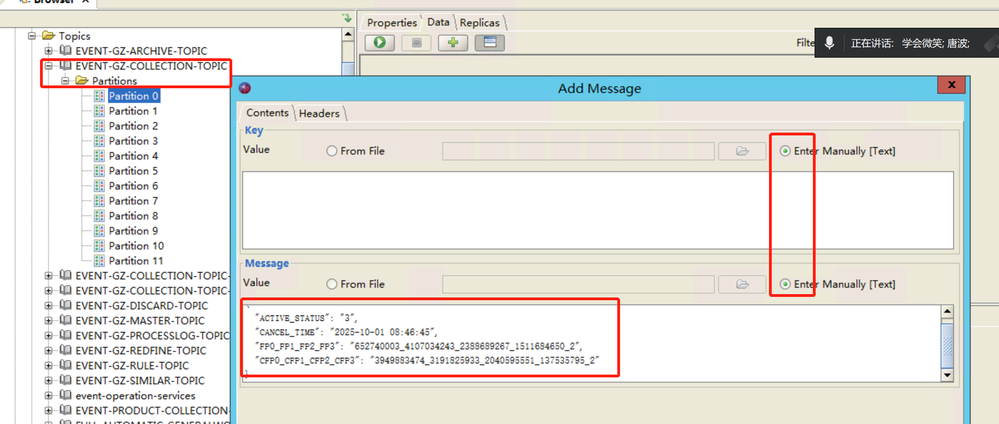 Browser
Properties
Data
Replicas
Topics
EVENT-GZ-ARCHIVE-TOPIC
Filte
正在讲话: 学会微笑; 唐波;
EVENT-GZ-COLLECTION-TOPIC
Partitions
Partition 0
Partition 1
Partition 2
Partition 3
Partition 4
Partition 5
Partition 6
Partition 7
Partition 8
Partition 9
Partition 10
Partition 11
EVENT-GZ-COLLECTION-TOPIC-
EVENT-GZ-COLLECTION-TOPIC-
EVENT-GZ-DISCARD-TOPIC
EVENT-GZ-MASTER-TOPIC
EVENT-GZ-PROCESSLOG-TOPIC
EVENT-GZ-REDFINE-TOPIC
EVENT-GZ-RULE-TOPIC
EVENT-GZ-SIMILAR-TOPIC
event-operation-services
EVENT-PRODUCT-COLLECTION-
Add Message
x
Contents
Headers
Key
Value
From File
Enter Manually [Text]
Message
Value
From File
Enter Manually [Text]
"ACTIVE_STATUS": "3",
"CANCEL_TIME": "2025-10-01 08:46:45",
"FP0_FP1_FP2_FP3": "652740003_4107034243_2388689267_1511684650_2",
"CFP0_CFP1_CFP2_CFP3": "3949883474_3191825933_2040595551_137535795_2"
}